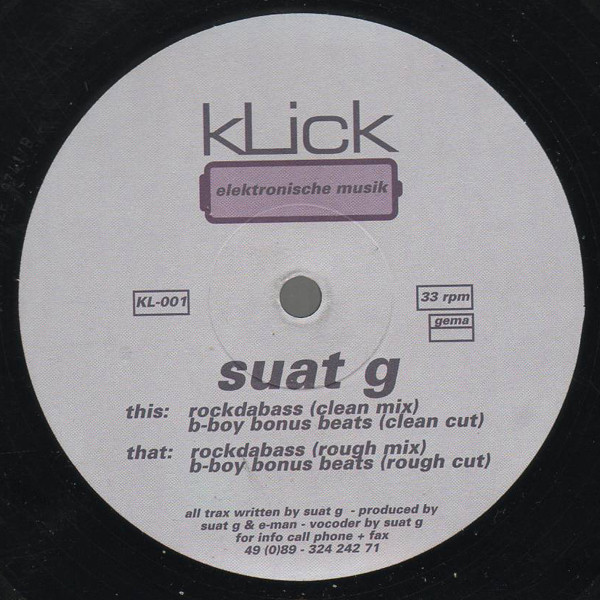 kLick
elektronische musik
KL-001
33 rpm
gema
suat g
this: rockdabass (clean mix)
b-boy bonus beats (clean cut)
that: rockdabass (rough mix)
b-boy bonus beats (rough cut)
all trax written by suat g - produced by
suat g & e-man - vocoder by suat g
for info call phone + fax
49 (0)89 - 324 242 71